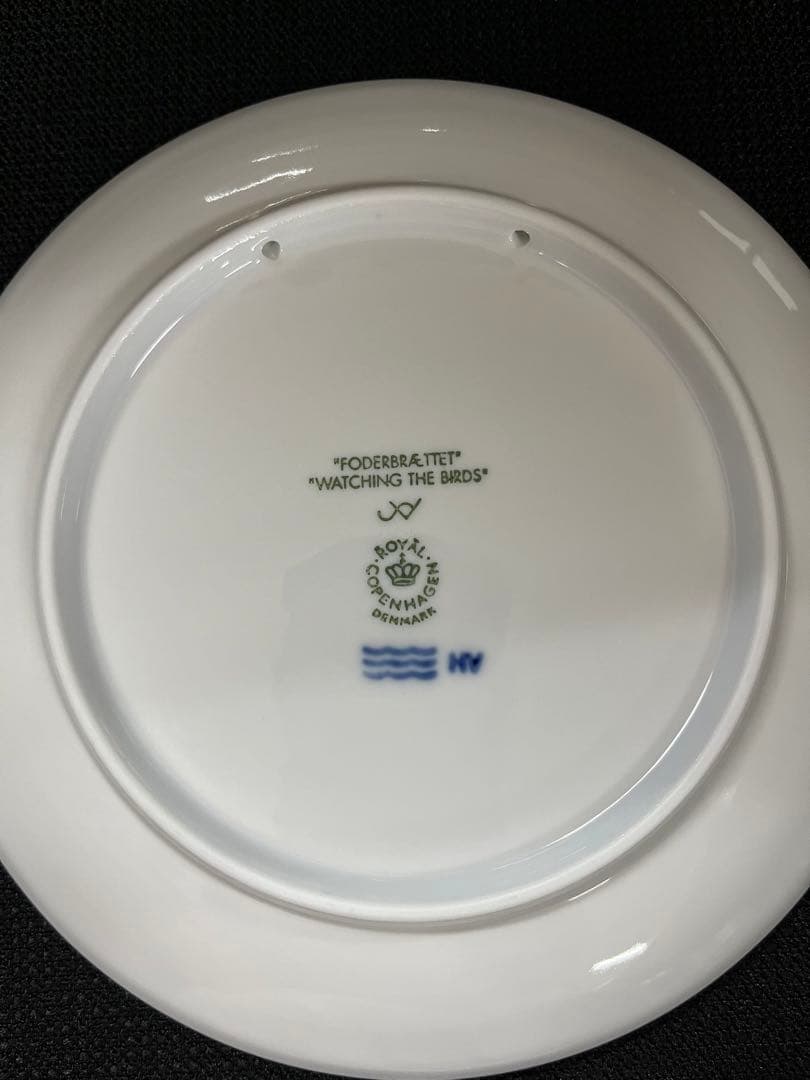 "FODERBRÆTTET"
"WATCHING THE BIRDS"
ROYAL
COPENHAGEN
DENMARK